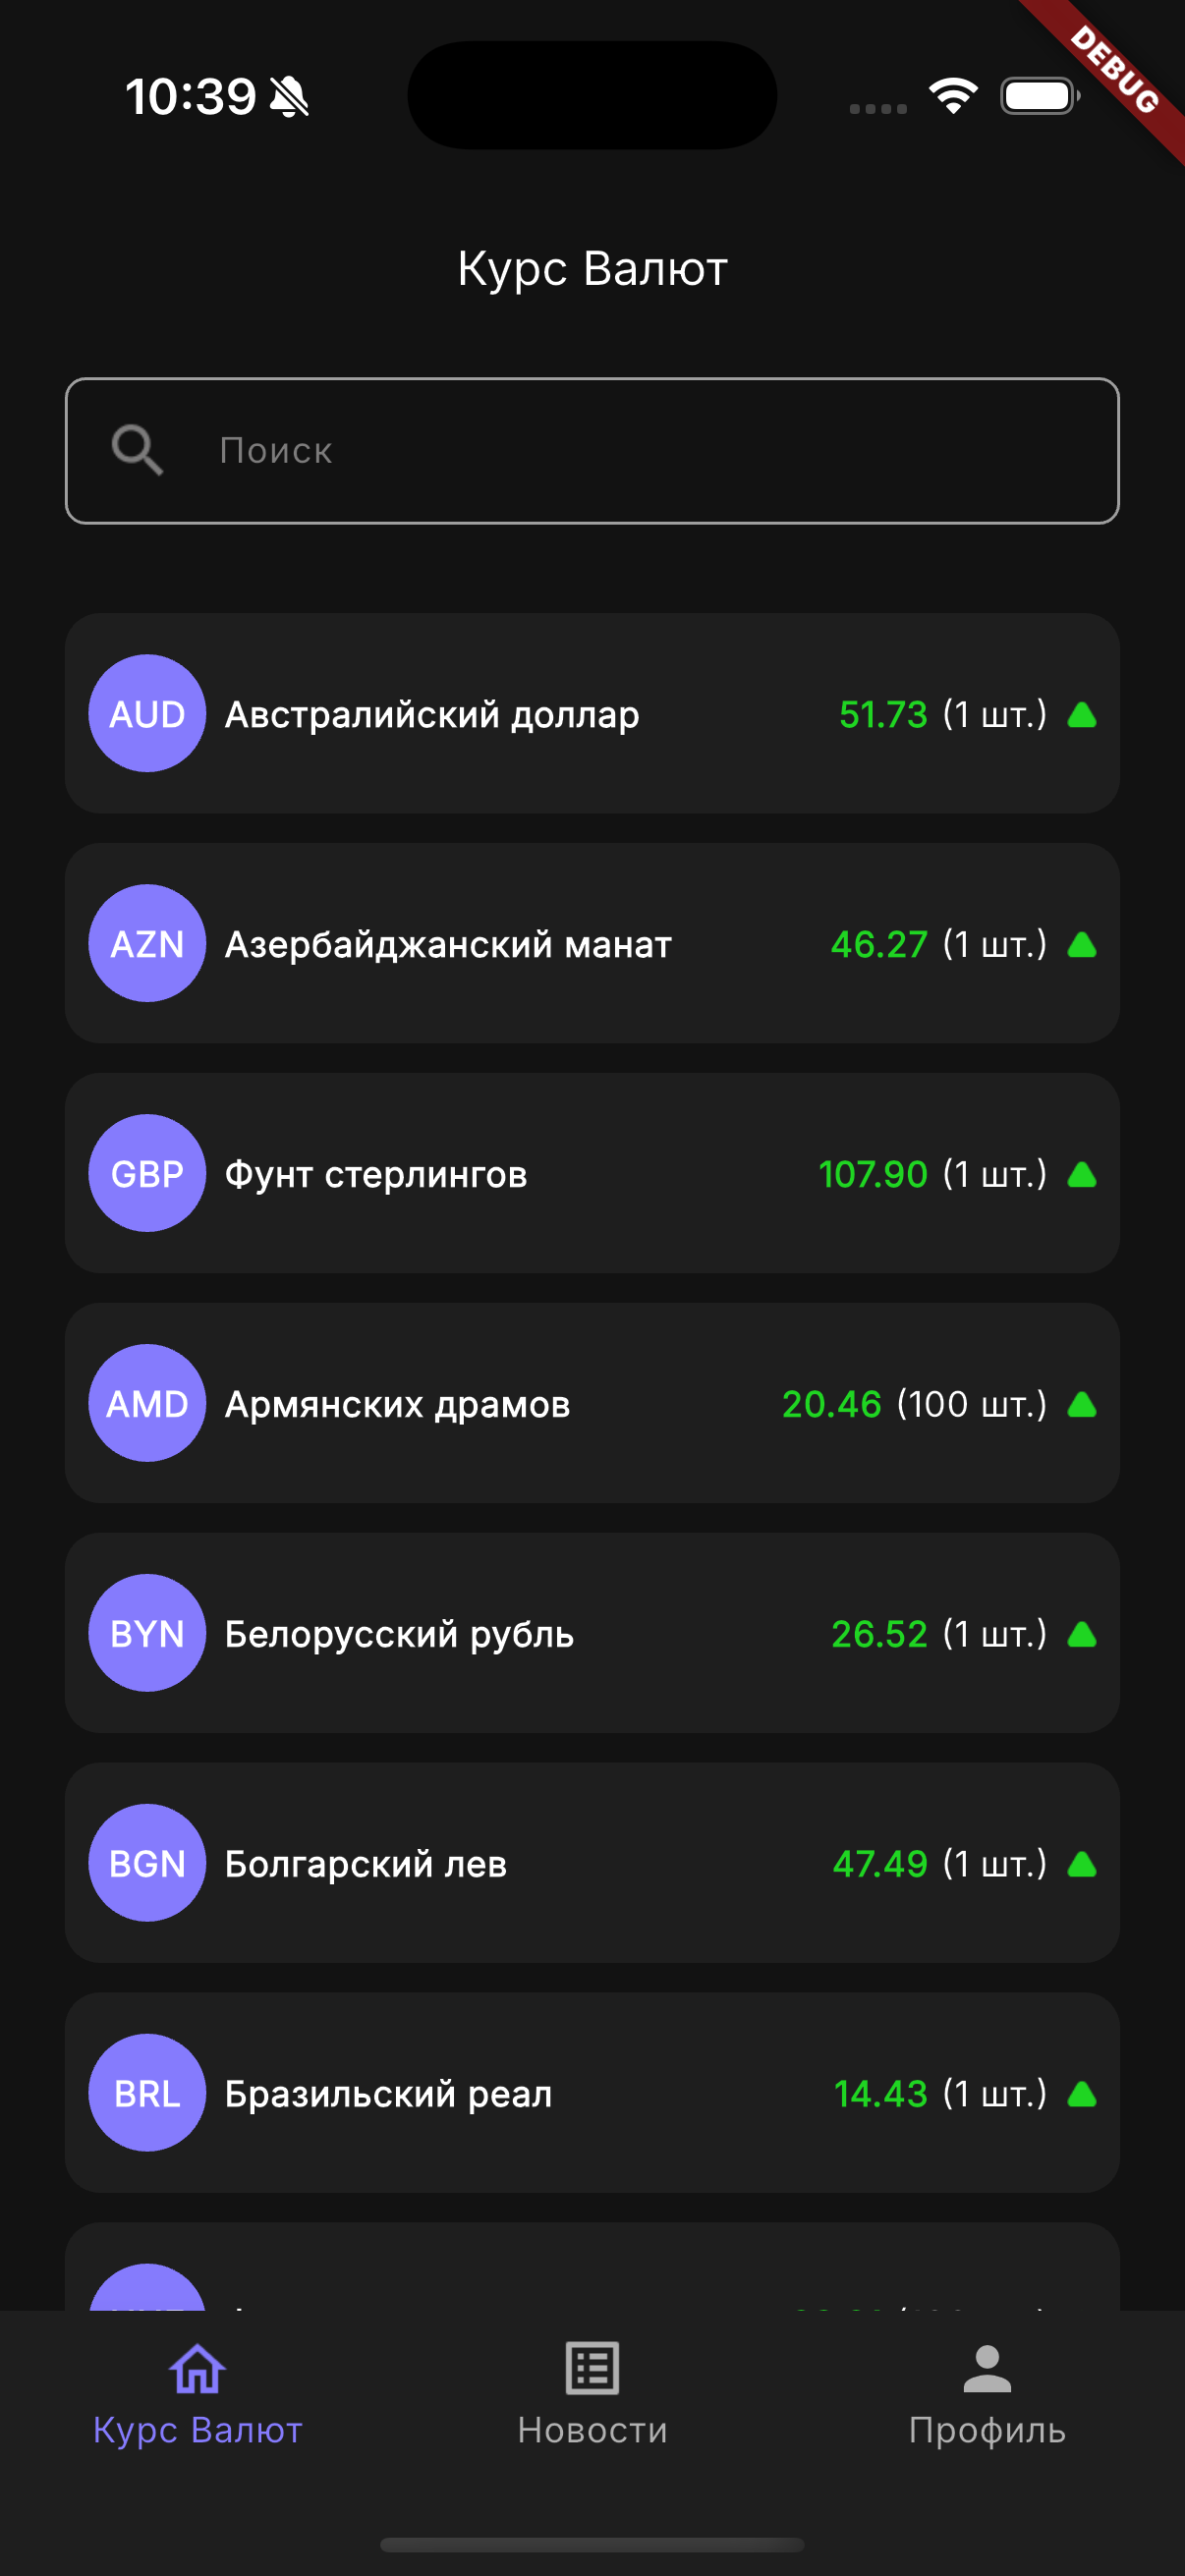 10:39
DEBUG
Курс Валют
Поиск
AUD Австралийский доллар 51.73 (1 шт.)
AZN Азербайджанский манат 46.27 (1 шт.)
GBP Фунт стерлингов 107.90 (1 шт.)
AMD Армянских драмов 20.46 (100 шт.)
BYN Белорусский рубль 26.52 (1 шт.)
BGN Болгарский лев 47.49 (1 шт.)
BRL Бразильский реал 14.43 (1 шт.)
Курс Валют Новости Профиль